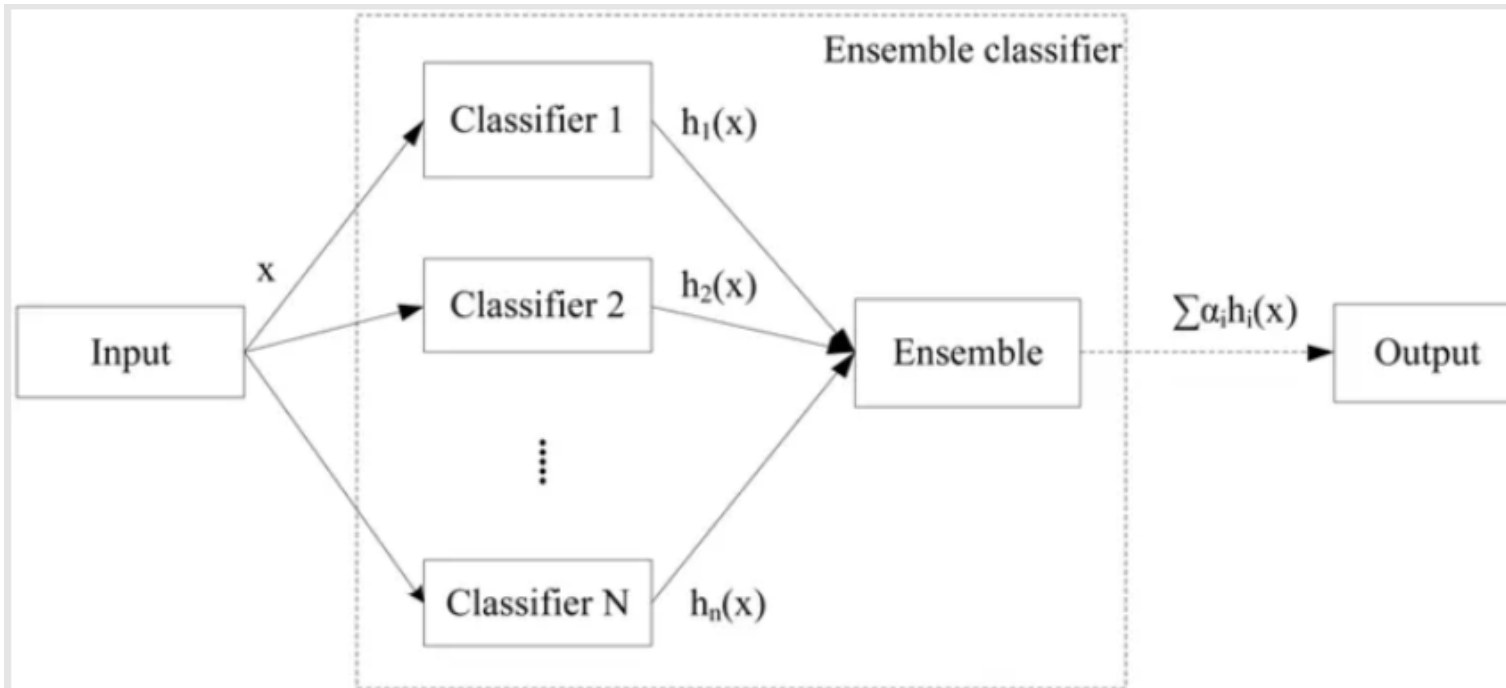 Ensemble classifier
Classifier 1
h₁(x)
x
Classifier 2
h₂(x)
Input
Ensemble
∑αᵢhᵢ(x)
Output
Classifier N
hₙ(x)